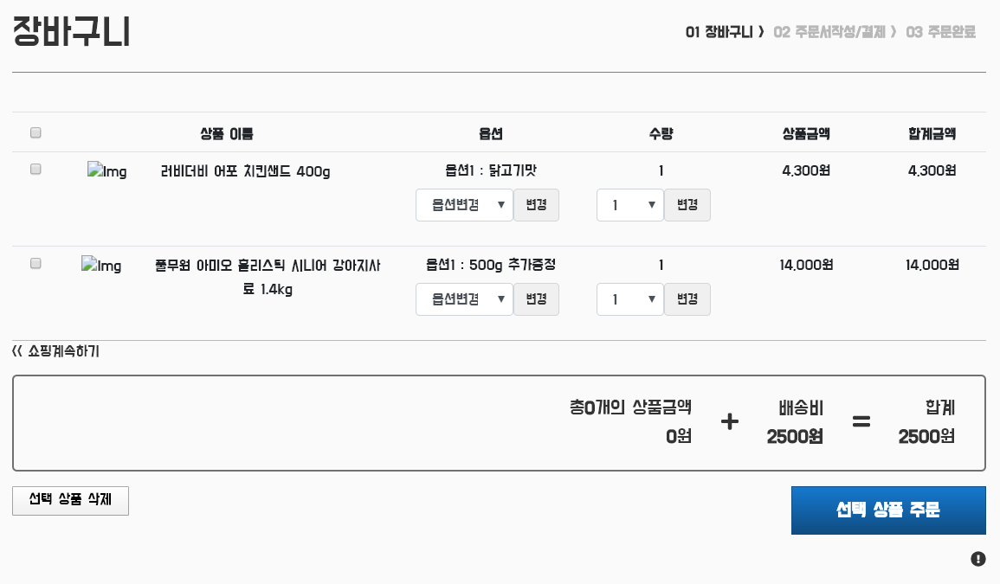 장바구니
01 장바구니 > 02 주문서작성/결제 > 03 주문완료
상품 이름 옵션 수량 상품금액 합계금액
Img 러비더비 어포 치킨샌드 400g 옵션1 : 닭고기맛 1 4,300원 4,300원
옵션변경 ▼ 변경 1 ▼ 변경
Img 풀무원 아미오 홀리스틱 시니어 강아지사 옵션1 : 500g 추가증정 1 14,000원 14,000원
료 1.4kg
옵션변경 ▼ 변경 1 ▼ 변경
<< 쇼핑계속하기
총0개의 상품금액 + 배송비 = 합계
0원 2500원 2500원
선택 상품 삭제 선택 상품 주문